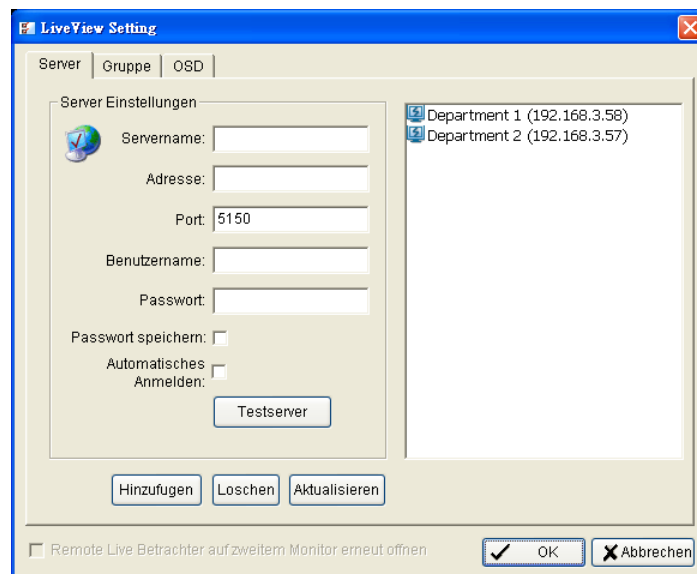 LiveView Setting
Server Gruppe OSD
Server Einstellungen
Servername:
Adresse:
Port: 5150
Benutzername:
Passwort:
Passwort speichern:
Automatisches
Anmelden:
Testserver
Hinzufugen Loschen Aktualisieren
Department 1 (192.168.3.58)
Department 2 (192.168.3.57)
Remote Live Betrachter auf zweitem Monitor erneut offnen
OK Abbrechen